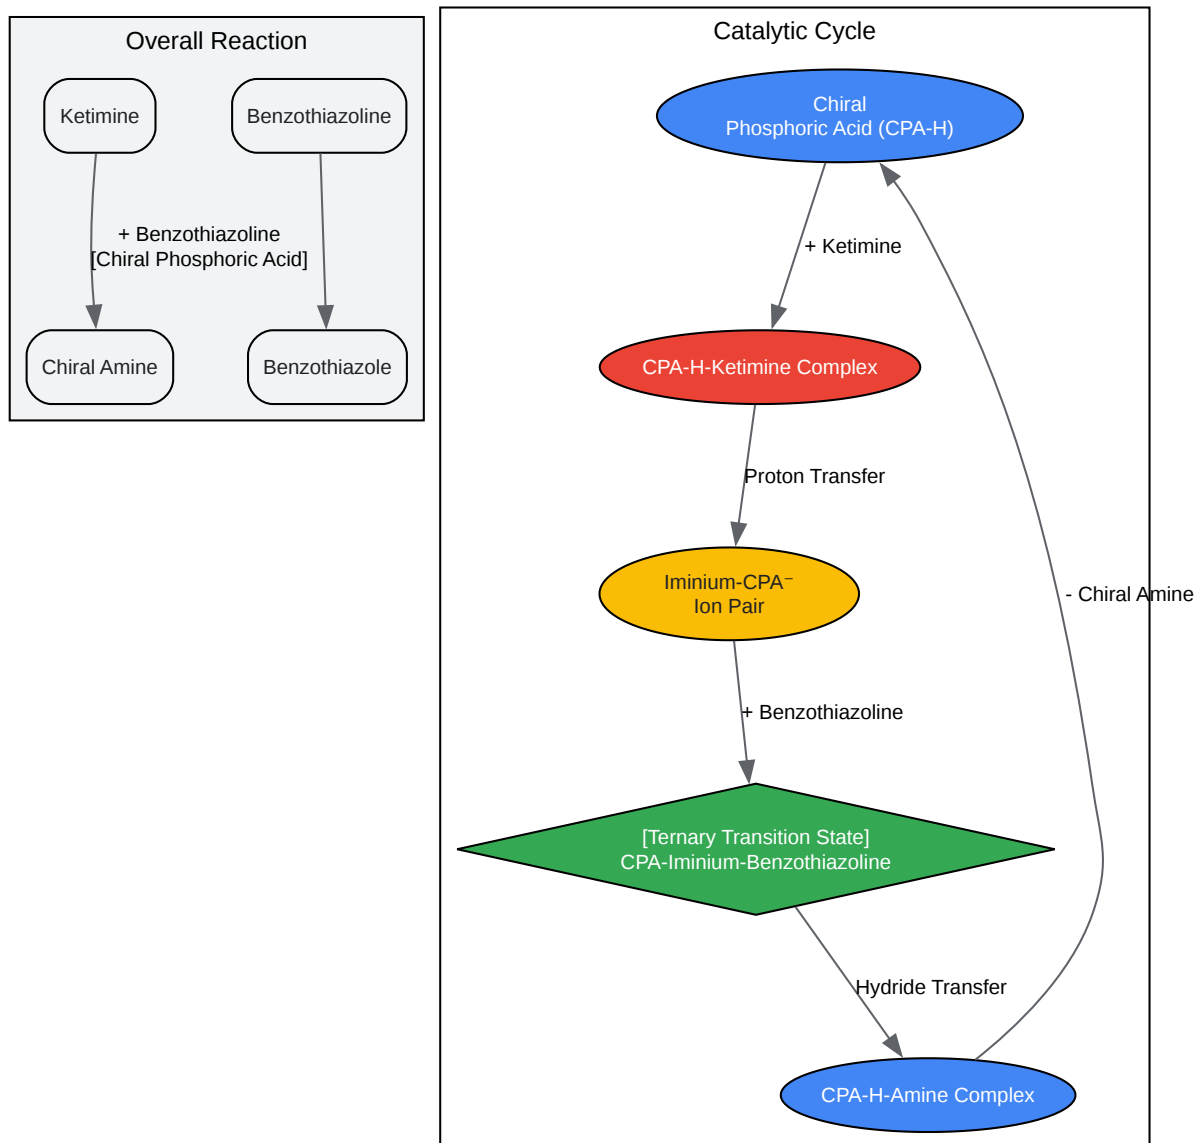 Overall Reaction
Ketimine
Benzothiazoline
+ Benzothiazoline
[Chiral Phosphoric Acid]
Chiral Amine
Benzothiazole
Catalytic Cycle
Chiral
Phosphoric Acid (CPA-H)
+ Ketimine
CPA-H-Ketimine Complex
Proton Transfer
Iminium-CPA⁻
Ion Pair
- Chiral Amine
+ Benzothiazoline
[Ternary Transition State]
CPA-Iminium-Benzothiazoline
Hydride Transfer
CPA-H-Amine Complex